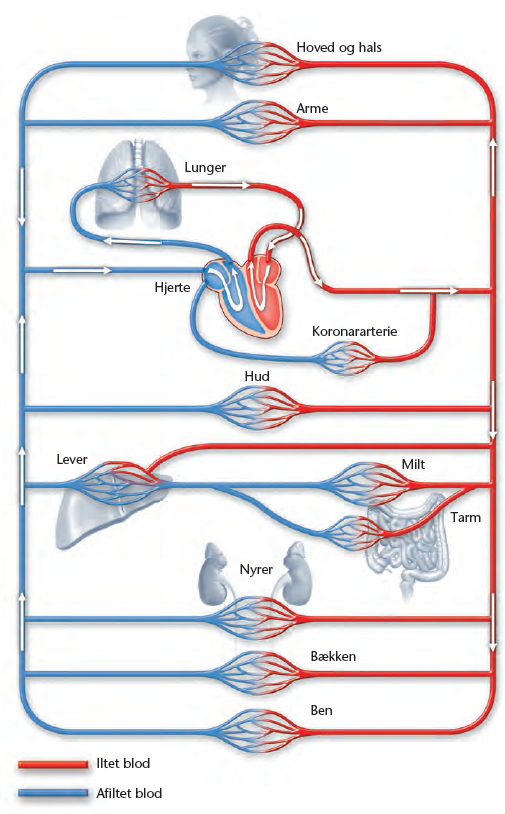 Hoved og hals
Arme
Lunger
Hjerte
Koronararterie
Hud
Lever
Milt
Tarm
Nyrer
Bækken
Ben
Iltet blod
Afiltet blod